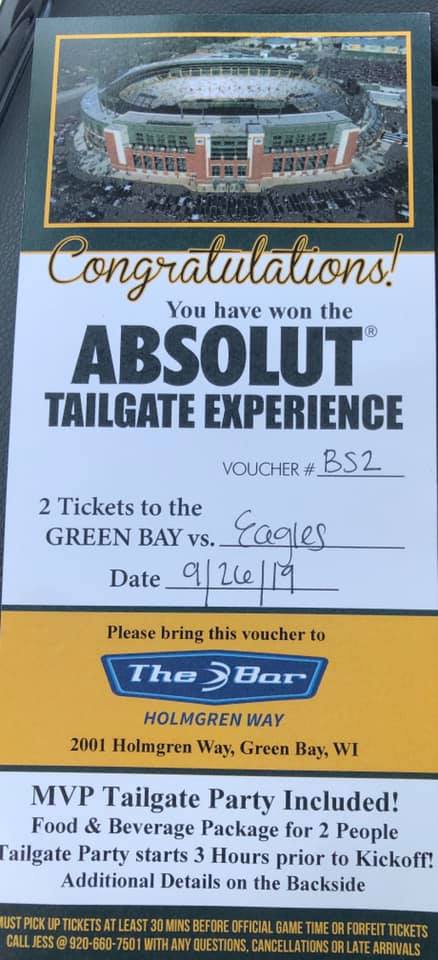 Congratulations!
You have won the
ABSOLUT®
TAILGATE EXPERIENCE
VOUCHER # BS2
2 Tickets to the
GREEN BAY vs. Eagles
Date 9/26/19
Please bring this voucher to
The Bar
HOLMGREN WAY
2001 Holmgren Way, Green Bay, WI
MVP Tailgate Party Included!
Food & Beverage Package for 2 People
Tailgate Party starts 3 Hours prior to Kickoff!
Additional Details on the Backside
MUST PICK UP TICKETS AT LEAST 30 MINS BEFORE OFFICIAL GAME TIME OR FORFEIT TICKETS
CALL JESS @ 920-660-7501 WITH ANY QUESTIONS, CANCELLATIONS OR LATE ARRIVALS